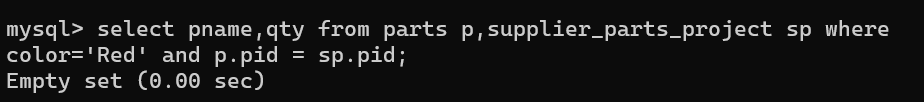 mysql> select pname,qty from parts p,supplier_parts_project sp where
color='Red' and p.pid = sp.pid;
Empty set (0.00 sec)